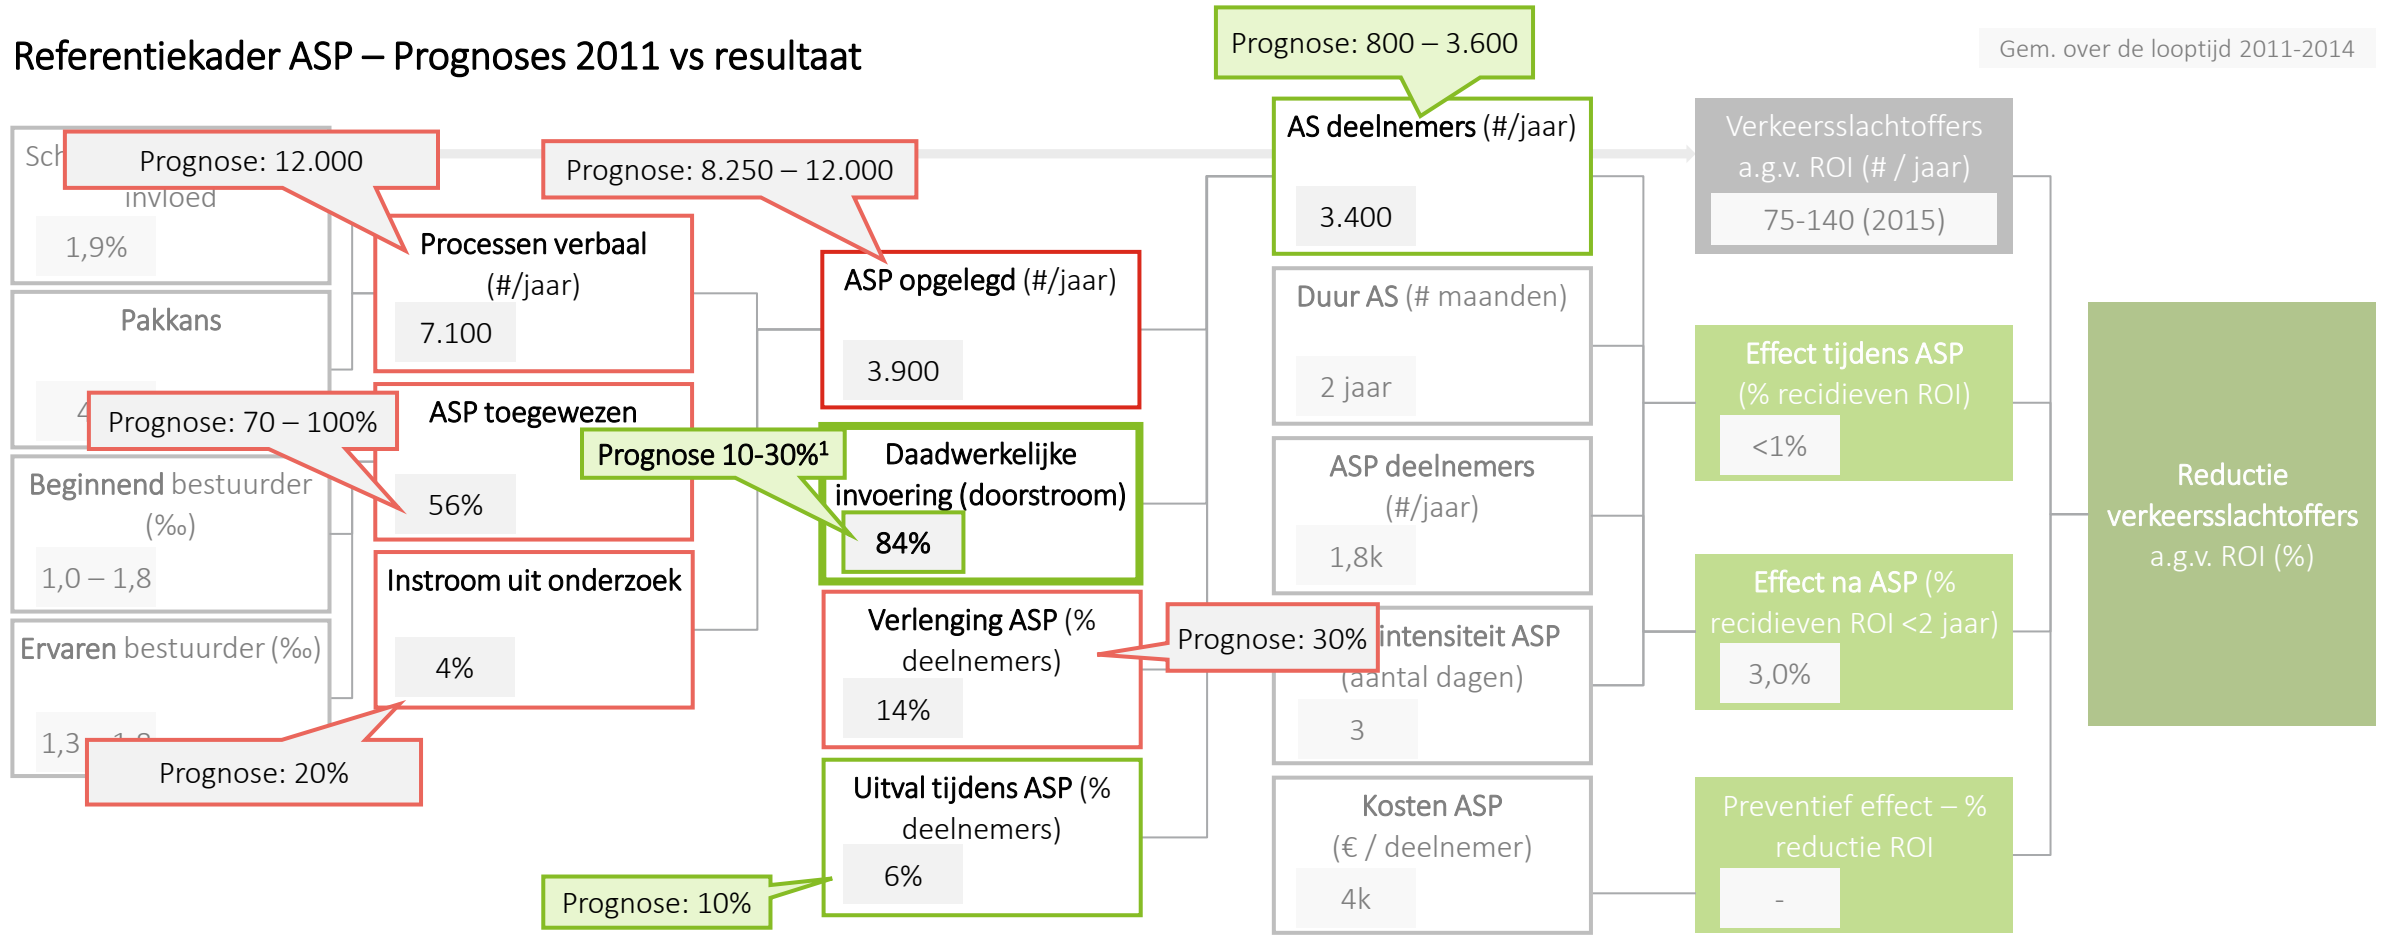 Referentiekader ASP – Prognoses 2011 vs resultaat
Gem. over de looptijd 2011-2014
invloed
1,9%
Prognose: 12.000
Pakkans
Prognose: 70 – 100%
Beginnend bestuurder
(‰)
1,0 – 1,8
Ervaren bestuurder (‰)
1,3
Prognose: 20%
Processen verbaal
(#/jaar)
7.100
ASP toegewezen
56%
Instroom uit onderzoek
4%
Prognose: 8.250 – 12.000
ASP opgelegd (#/jaar)
3.900
Prognose 10-30%¹
Daadwerkelijke
invoering (doorstroom)
84%
Verlenging ASP (%
deelnemers)
14%
Prognose: 30%
Uitval tijdens ASP (%
deelnemers)
6%
Prognose: 10%
Prognose: 800 – 3.600
AS deelnemers (#/jaar)
3.400
Duur AS (# maanden)
2 jaar
ASP deelnemers
(#/jaar)
1,8k
intensiteit ASP
(aantal dagen)
3
Kosten ASP
(€ / deelnemer)
4k
Verkeersslachtoffers
a.g.v. ROI (# / jaar)
75-140 (2015)
Effect tijdens ASP
(% recidieven ROI)
<1%
Effect na ASP (%
recidieven ROI <2 jaar)
3,0%
Preventief effect – %
reductie ROI
-
Reductie
verkeersslachtoffers
a.g.v. ROI (%)